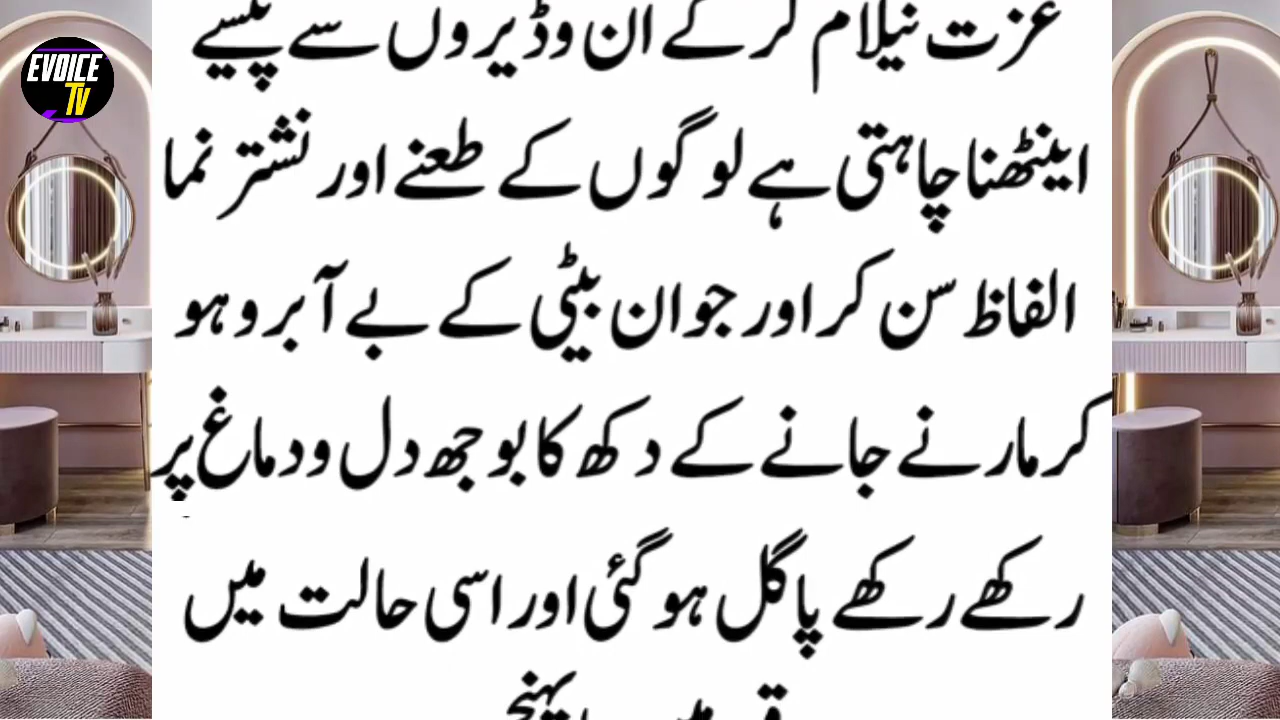 EVOICE
Tv
عزت نیلام کر کے ان وڈیروں سے پیسے
اینٹھنا چاہتی ہے لوگوں کے طعنے اور نشتر نما
الفاظ سن کر اور جوان بیٹی کے بے آبرو ہو
کر مارنے جانے کے دکھ کا بوجھ دل و دماغ پر
رکھے رکھے پاگل ہو گئی اور اسی حالت میں